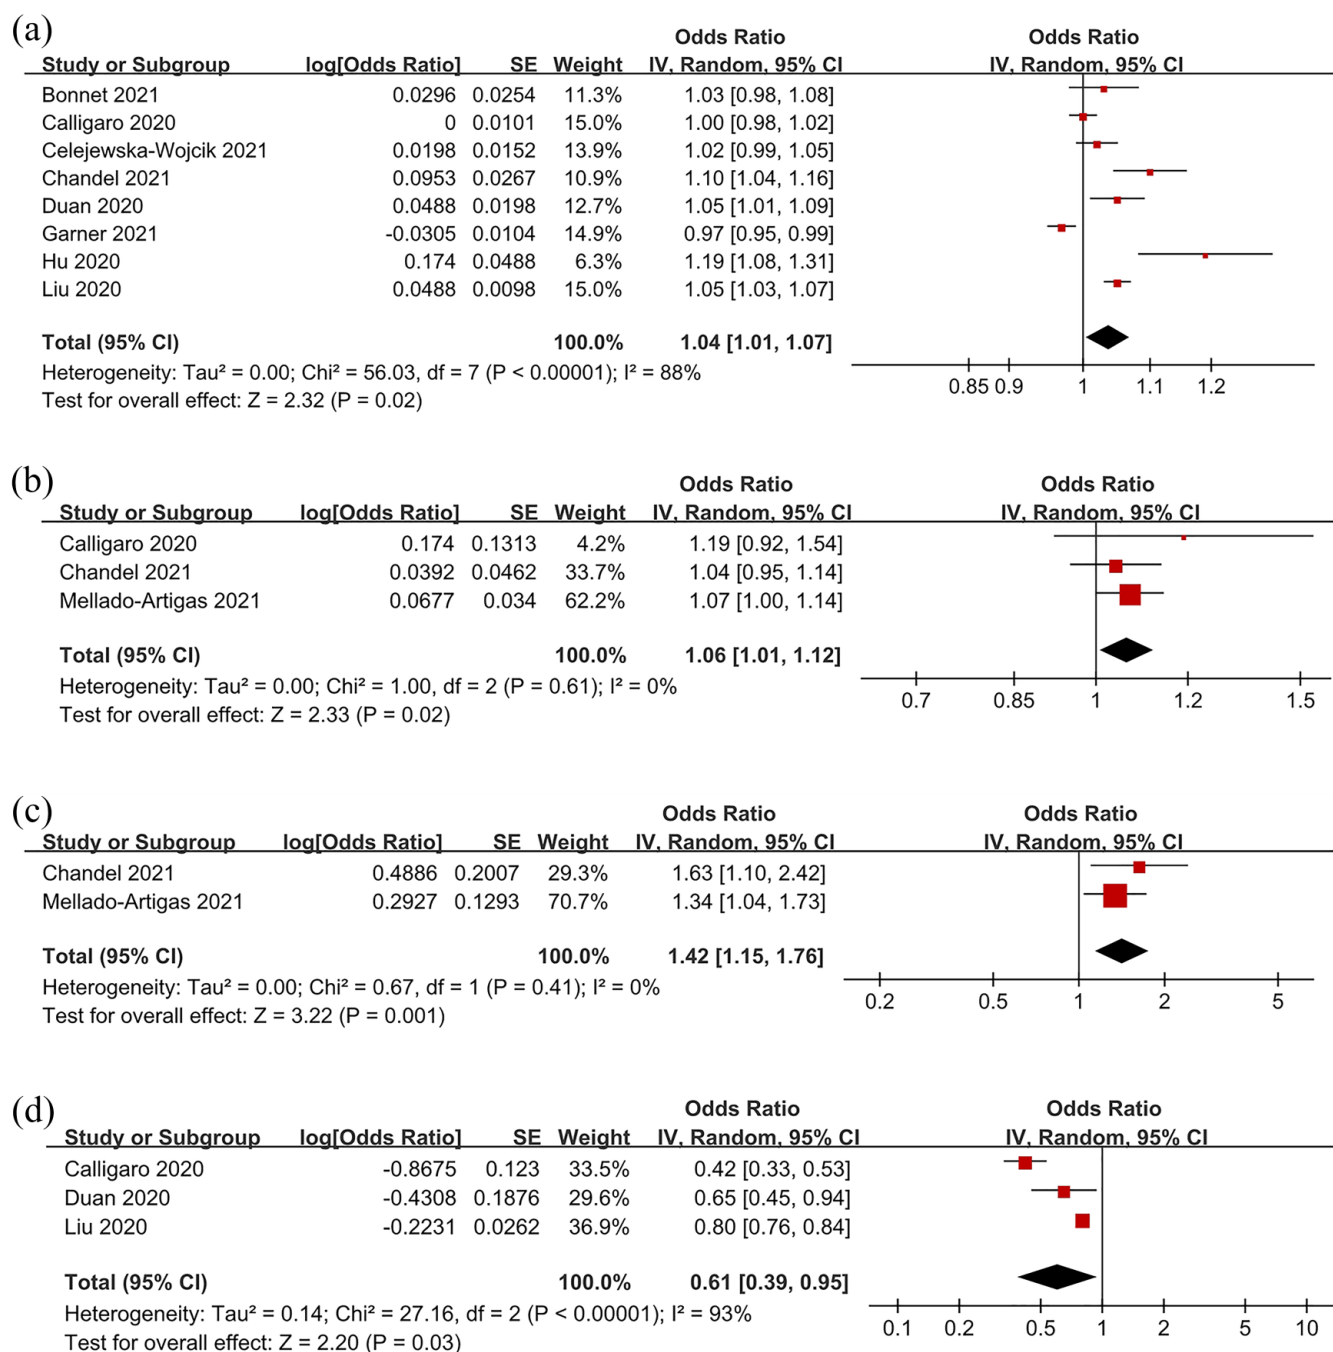 (a)
Odds Ratio Odds Ratio
Study or Subgroup log[Odds Ratio] SE Weight IV, Random, 95% CI IV, Random, 95% CI
Bonnet 2021 0.0296 0.0254 11.3% 1.03 [0.98, 1.08]
Calligaro 2020 0 0.0101 15.0% 1.00 [0.98, 1.02]
Celejewska-Wojcik 2021 0.0198 0.0152 13.9% 1.02 [0.99, 1.05]
Chandel 2021 0.0953 0.0267 10.9% 1.10 [1.04, 1.16]
Duan 2020 0.0488 0.0198 12.7% 1.05 [1.01, 1.09]
Garner 2021 -0.0305 0.0104 14.9% 0.97 [0.95, 0.99]
Hu 2020 0.174 0.0488 6.3% 1.19 [1.08, 1.31]
Liu 2020 0.0488 0.0098 15.0% 1.05 [1.03, 1.07]
Total (95% CI) 100.0% 1.04 [1.01, 1.07]
Heterogeneity: Tau² = 0.00; Chi² = 56.03, df = 7 (P < 0.00001); I² = 88%
0.85 0.9 1 1.1 1.2
Test for overall effect: Z = 2.32 (P = 0.02)
(b)
Odds Ratio Odds Ratio
Study or Subgroup log[Odds Ratio] SE Weight IV, Random, 95% CI IV, Random, 95% CI
Calligaro 2020 0.174 0.1313 4.2% 1.19 [0.92, 1.54]
Chandel 2021 0.0392 0.0462 33.7% 1.04 [0.95, 1.14]
Mellado-Artigas 2021 0.0677 0.034 62.2% 1.07 [1.00, 1.14]
Total (95% CI) 100.0% 1.06 [1.01, 1.12]
Heterogeneity: Tau² = 0.00; Chi² = 1.00, df = 2 (P = 0.61); I² = 0%
0.7 0.85 1 1.2 1.5
Test for overall effect: Z = 2.33 (P = 0.02)
(c)
Odds Ratio Odds Ratio
Study or Subgroup log[Odds Ratio] SE Weight IV, Random, 95% CI IV, Random, 95% CI
Chandel 2021 0.4886 0.2007 29.3% 1.63 [1.10, 2.42]
Mellado-Artigas 2021 0.2927 0.1293 70.7% 1.34 [1.04, 1.73]
Total (95% CI) 100.0% 1.42 [1.15, 1.76]
Heterogeneity: Tau² = 0.00; Chi² = 0.67, df = 1 (P = 0.41); I² = 0%
0.2 0.5 1 2 5
Test for overall effect: Z = 3.22 (P = 0.001)
(d)
Odds Ratio Odds Ratio
Study or Subgroup log[Odds Ratio] SE Weight IV, Random, 95% CI IV, Random, 95% CI
Calligaro 2020 -0.8675 0.123 33.5% 0.42 [0.33, 0.53]
Duan 2020 -0.4308 0.1876 29.6% 0.65 [0.45, 0.94]
Liu 2020 -0.2231 0.0262 36.9% 0.80 [0.76, 0.84]
Total (95% CI) 100.0% 0.61 [0.39, 0.95]
Heterogeneity: Tau² = 0.14; Chi² = 27.16, df = 2 (P < 0.00001); I² = 93%
0.1 0.2 0.5 1 2 5 10
Test for overall effect: Z = 2.20 (P = 0.03)